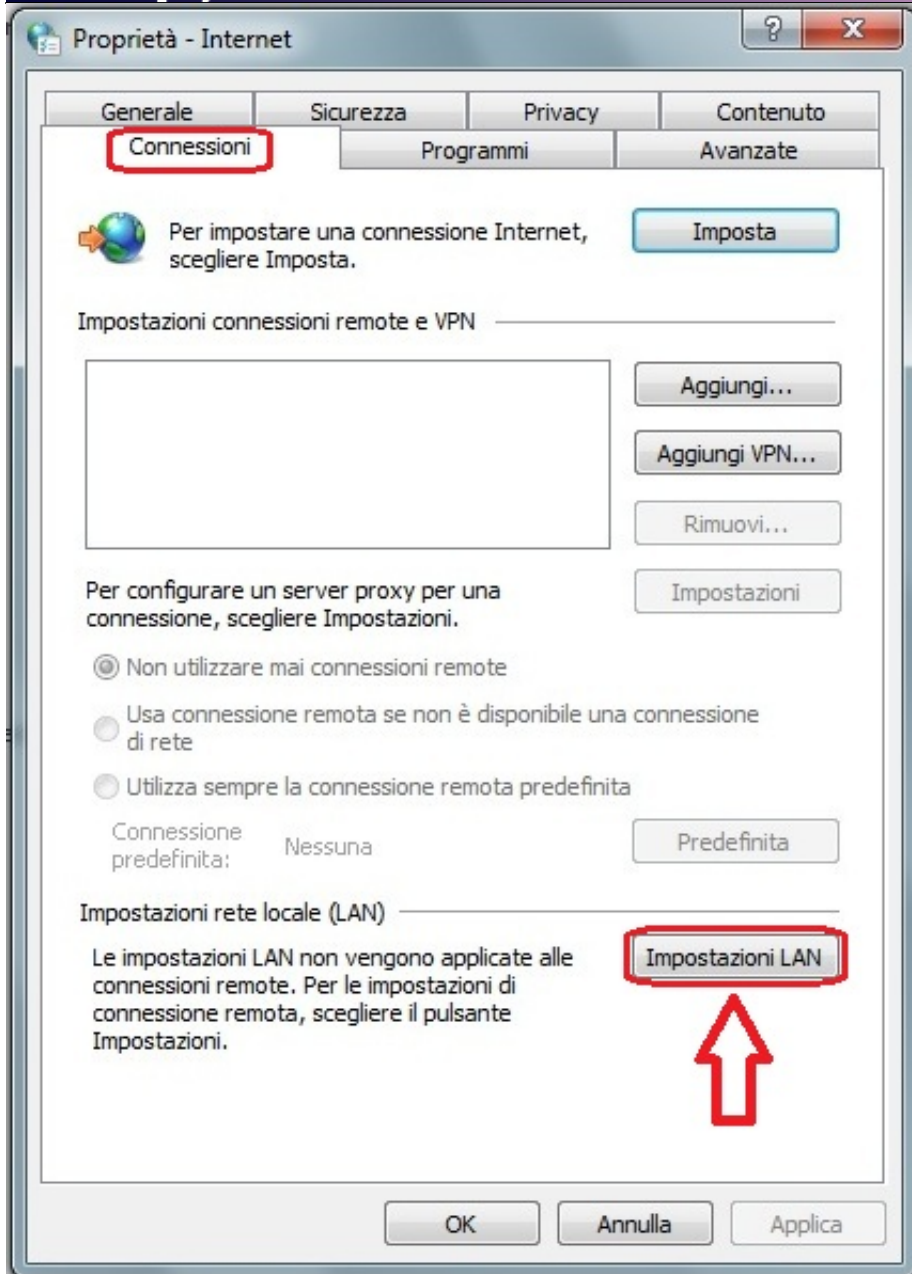 Proprietà - Internet
Generale
Sicurezza
Privacy
Contenuto
Connessioni
Programmi
Avanzate
Per impostare una connessione Internet,
scegliere Imposta.
Imposta
Impostazioni connessioni remote e VPN
Aggiungi...
Aggiungi VPN...
Rimuovi...
Per configurare un server proxy per una
connessione, scegliere Impostazioni.
Impostazioni
Non utilizzare mai connessioni remote
Usa connessione remota se non è disponibile una connessione
di rete
Utilizza sempre la connessione remota predefinita
Connessione
predefinita:
Nessuna
Predefinita
Impostazioni rete locale (LAN)
Le impostazioni LAN non vengono applicate alle
connessioni remote. Per le impostazioni di
connessione remota, scegliere il pulsante
Impostazioni.
Impostazioni LAN
OK
Annulla
Applica